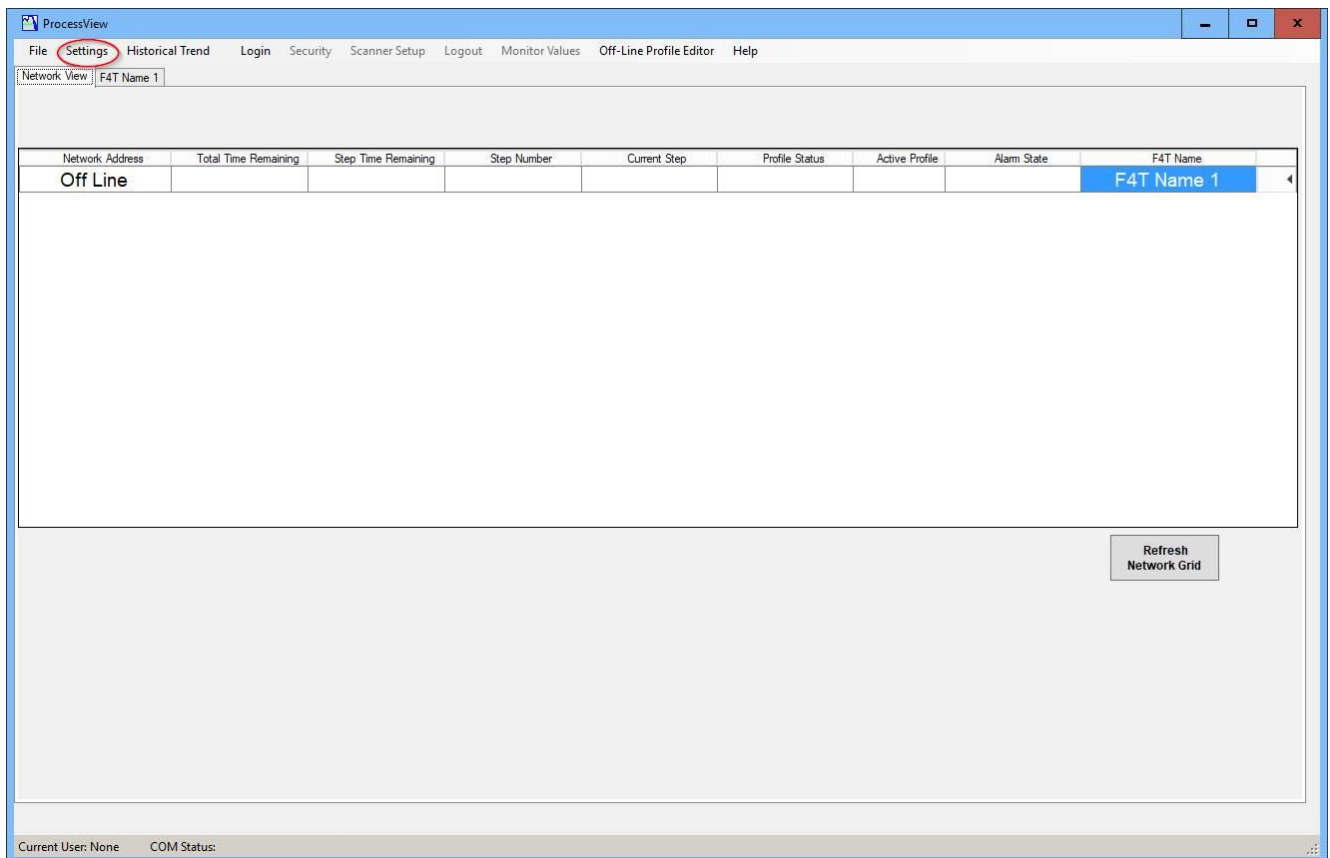 ProcessView
File Settings Historical Trend Login Security Scanner Setup Logout Monitor Values Off-Line Profile Editor Help
Network View F4T Name 1
Network Address Total Time Remaining Step Time Remaining Step Number Current Step Profile Status Active Profile Alarm State F4T Name
Off Line F4T Name 1
Refresh
Network Grid
Current User: None COM Status: